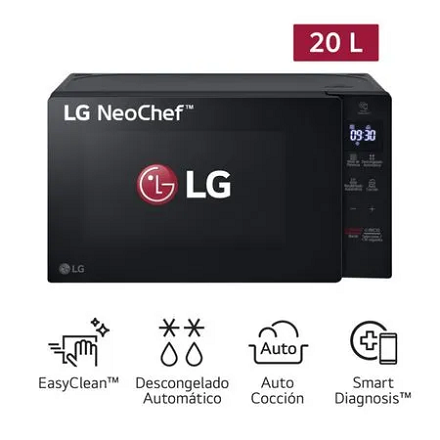 20 L
LG NeoChef™
09:30
LG
LG
Auto
EasyClean™
Descongelado
Automático
Auto
Cocción
Smart
Diagnosis™